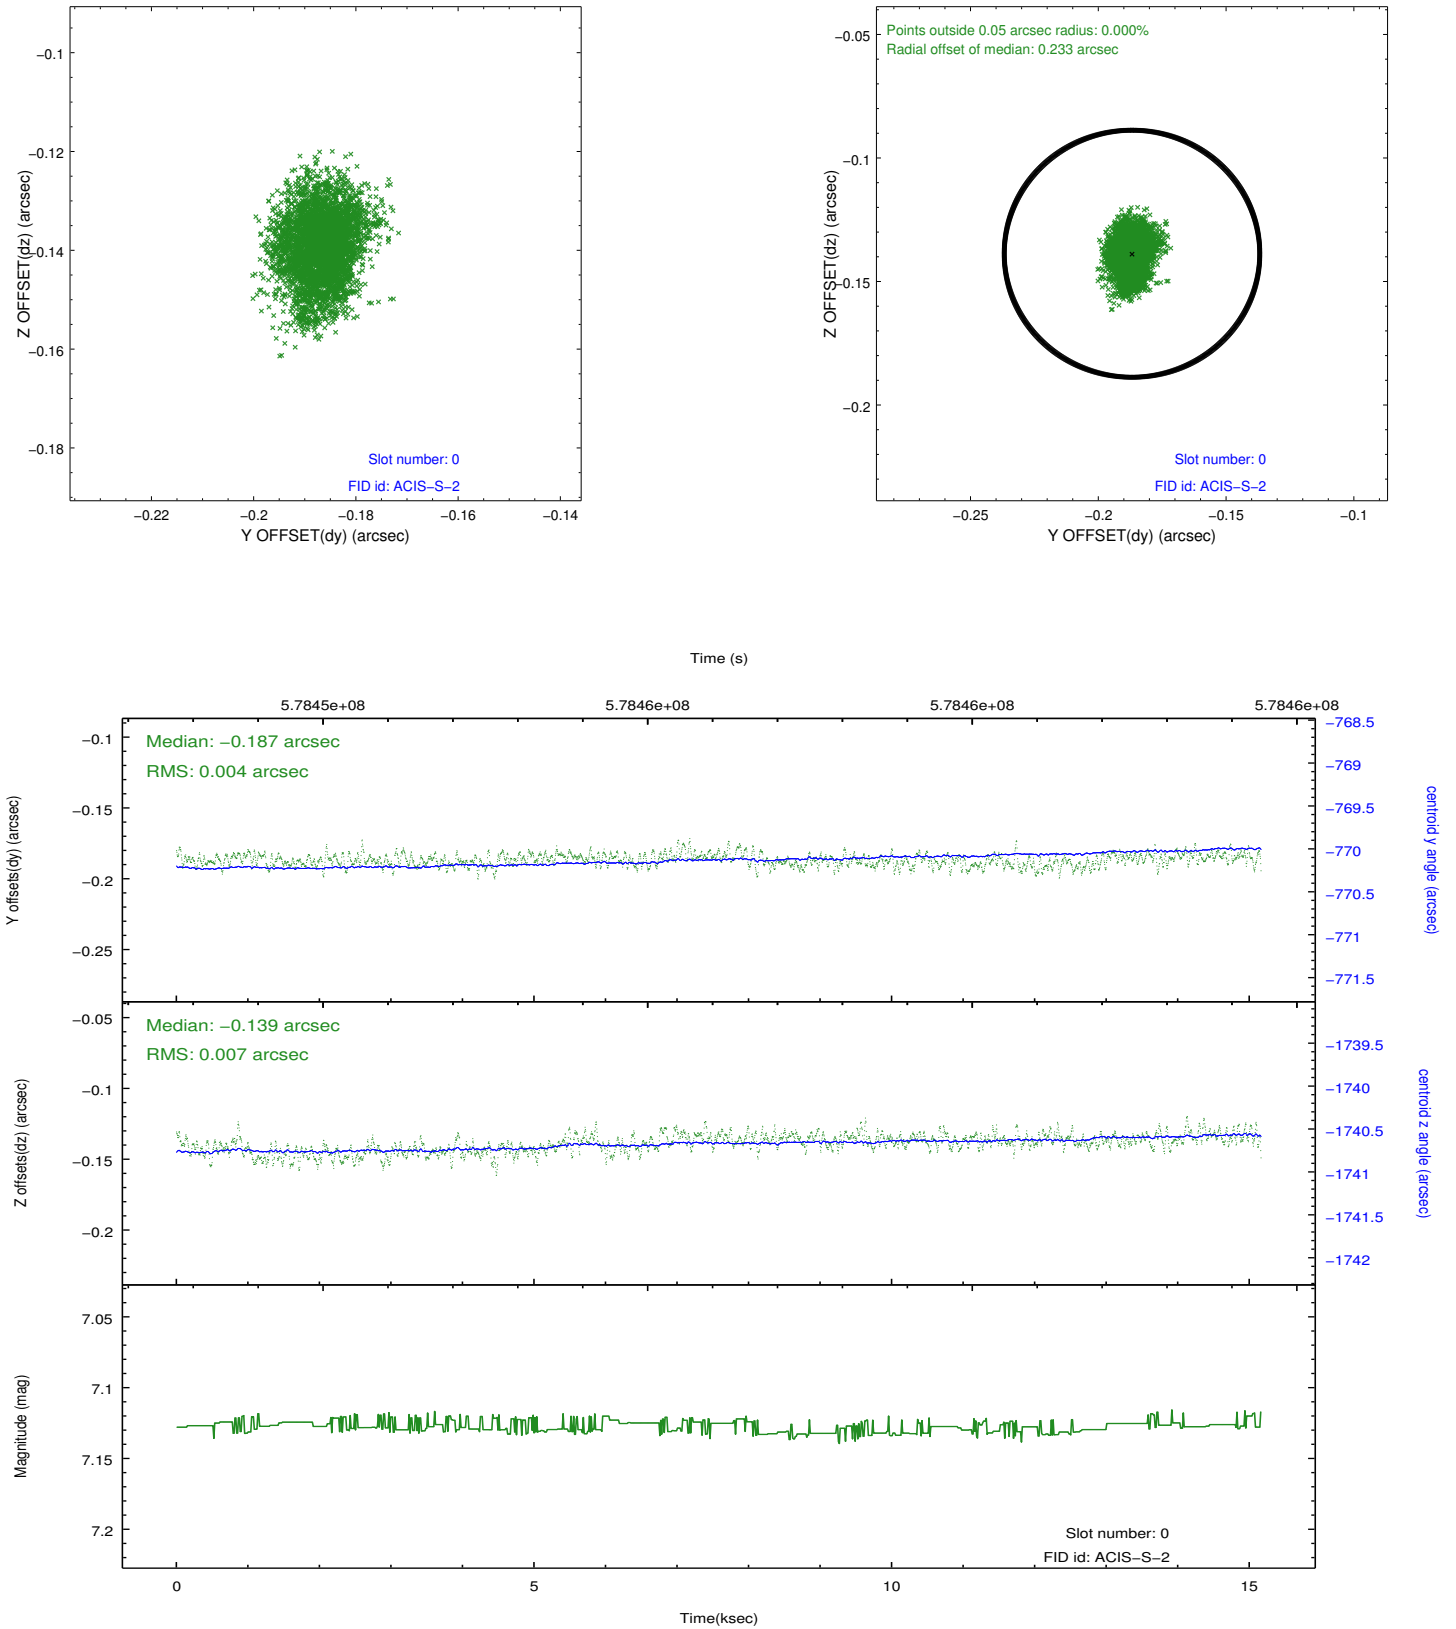 −0.1
−0.12
−0.14
−0.16
−0.18
Z OFFSET(dz) (arcsec)
Slot number: 0
FID id: ACIS−S−2
−0.22
−0.2
−0.18
−0.16
−0.14
Y OFFSET(dy) (arcsec)
Points outside 0.05 arcsec radius: 0.000%
Radial offset of median: 0.233 arcsec
−0.05
−0.1
−0.15
−0.2
Z OFFSET(dz) (arcsec)
Slot number: 0
FID id: ACIS−S−2
−0.25
−0.2
−0.15
−0.1
Y OFFSET(dy) (arcsec)
Time (s)
5.7845e+08
5.7846e+08
5.7846e+08
5.7846e+08
Median: −0.187 arcsec
RMS: 0.004 arcsec
−0.1
−0.15
−0.2
−0.25
Y offsets(dy) (arcsec)
−768.5
−769
−769.5
−770
−770.5
−771
−771.5
centroid y angle (arcsec)
Median: −0.139 arcsec
RMS: 0.007 arcsec
−0.05
−0.1
−0.15
−0.2
Z offsets(dz) (arcsec)
−1739.5
−1740
−1740.5
−1741
−1741.5
−1742
centroid z angle (arcsec)
7.05
7.1
7.15
7.2
Magnitude (mag)
Slot number: 0
FID id: ACIS−S−2
0
5
10
15
Time(ksec)